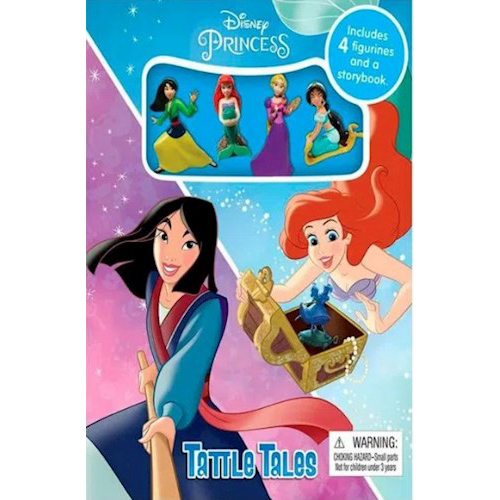 Disney
PRINCESS
Includes
4 figurines
and a
storybook.
Tattle Tales
WARNING:
CHOKING HAZARD-Small parts
Not for children under 3 years